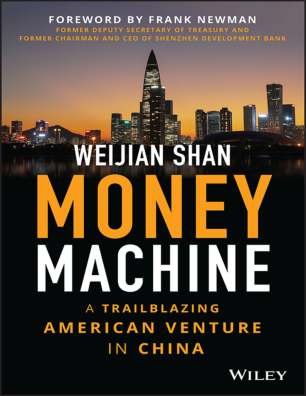 FOREWORD BY FRANK NEWMAN
FORMER DEPUTY SECRETARY OF TREASURY AND
FORMER CHAIRMAN AND CEO OF SHENZHEN DEVELOPMENT BANK
WEIJIAN SHAN
MONEY
MACHINE
A TRAILBLAZING
AMERICAN VENTURE
IN CHINA
WILEY